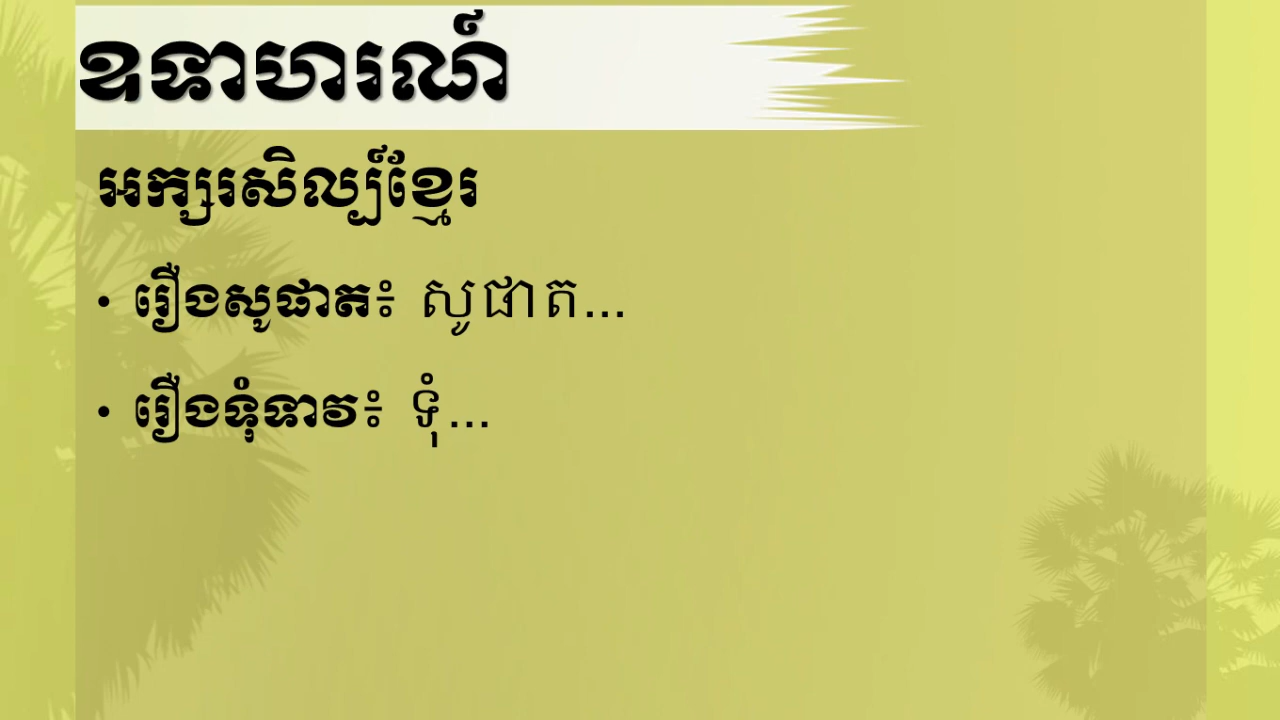 ឧទាហរណ៍
អក្សរសិល្ប៍ខ្មែរ
• រឿងសូផាត៖ សូផាត...
• រឿងទុំទាវ៖ ទុំ...